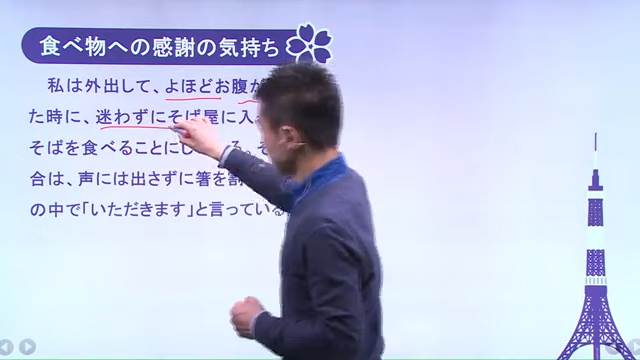 食べ物への感謝の気持ち
私は外出して、よほどお腹が
た時に、迷わずにそば屋に入
そばを食べることにし
合は、声には出さずに箸を割
の中で「いただきます」と言っている